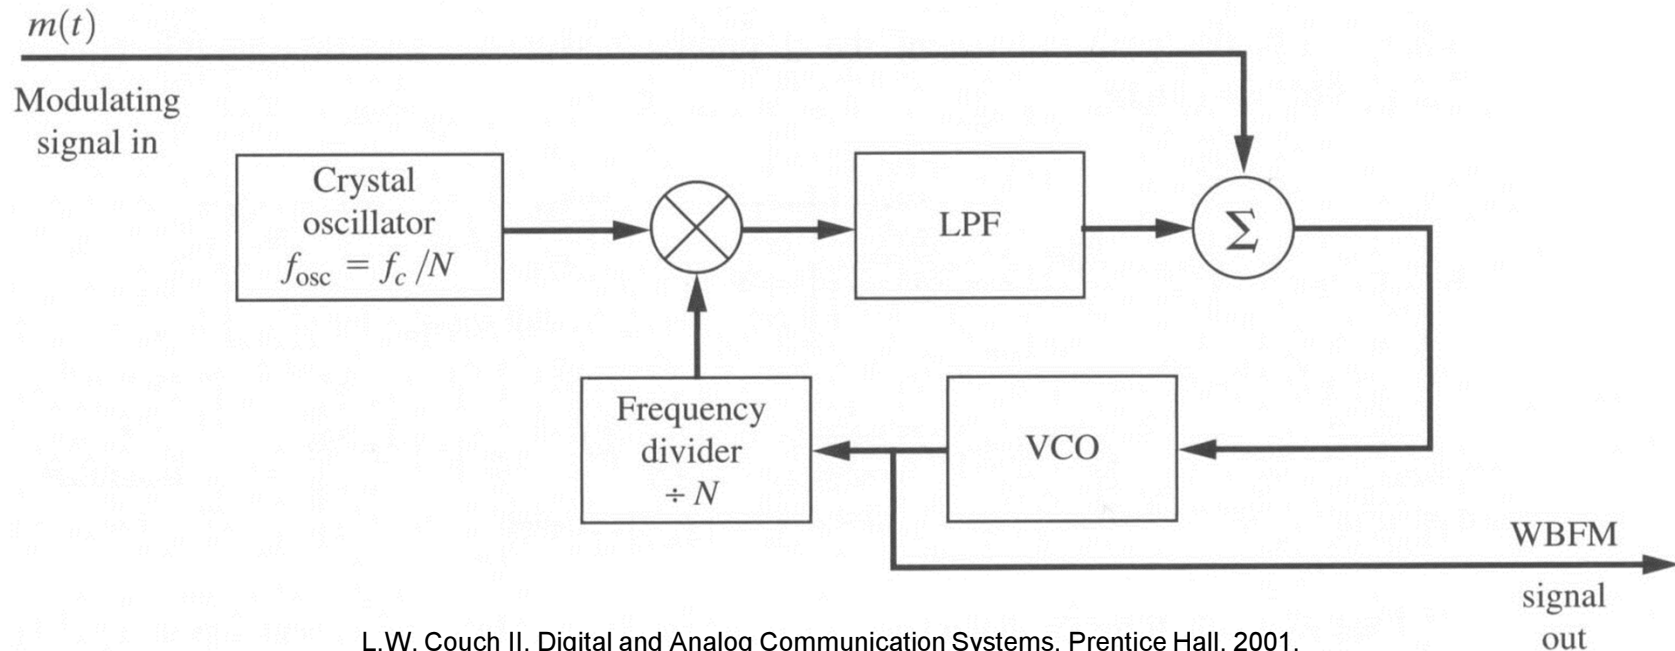 m(t)
Modulating
signal in
Crystal
oscillator
f_osc = f_c /N
LPF
Σ
Frequency
divider
÷ N
VCO
WBFM
signal
out
L.W. Couch II, Digital and Analog Communication Systems, Prentice Hall, 2001.